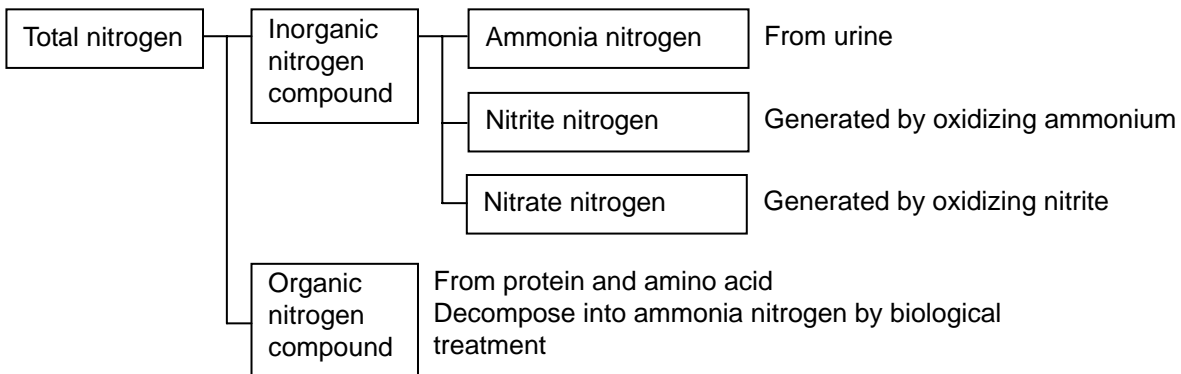 Total nitrogen
Inorganic
nitrogen
compound
Ammonia nitrogen
From urine
Nitrite nitrogen
Generated by oxidizing ammonium
Nitrate nitrogen
Generated by oxidizing nitrite
Organic
nitrogen
compound
From protein and amino acid
Decompose into ammonia nitrogen by biological
treatment